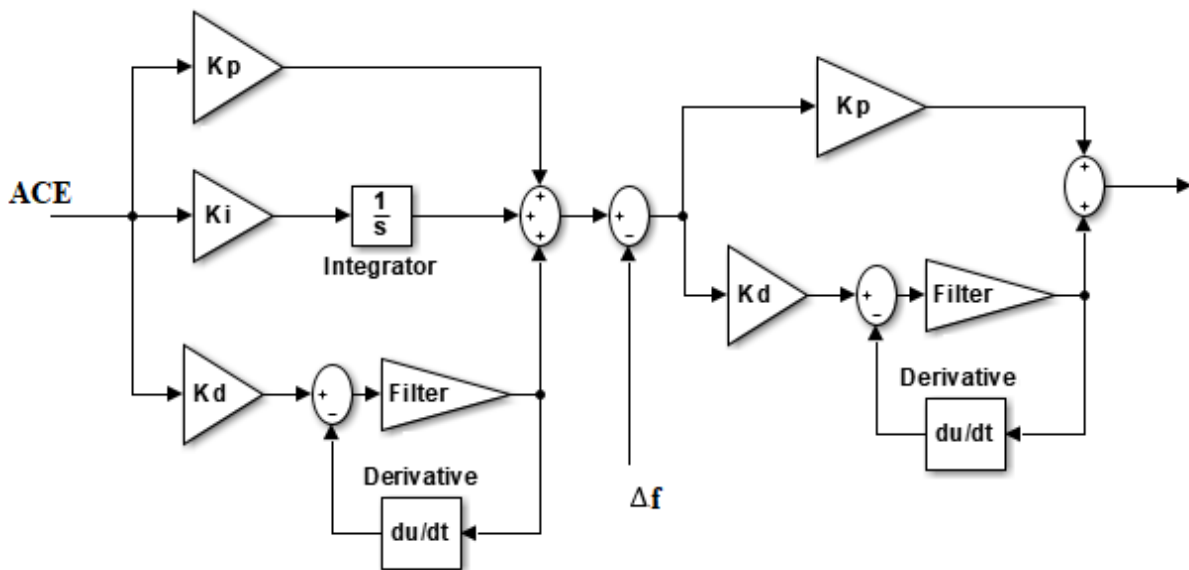 Kp
ACE
Ki
1
s
Integrator
+
+
+
Kd
+
−
Filter
Derivative
du/dt
+
−
Δf
Kp
Kd
+
−
Filter
Derivative
du/dt
+
+